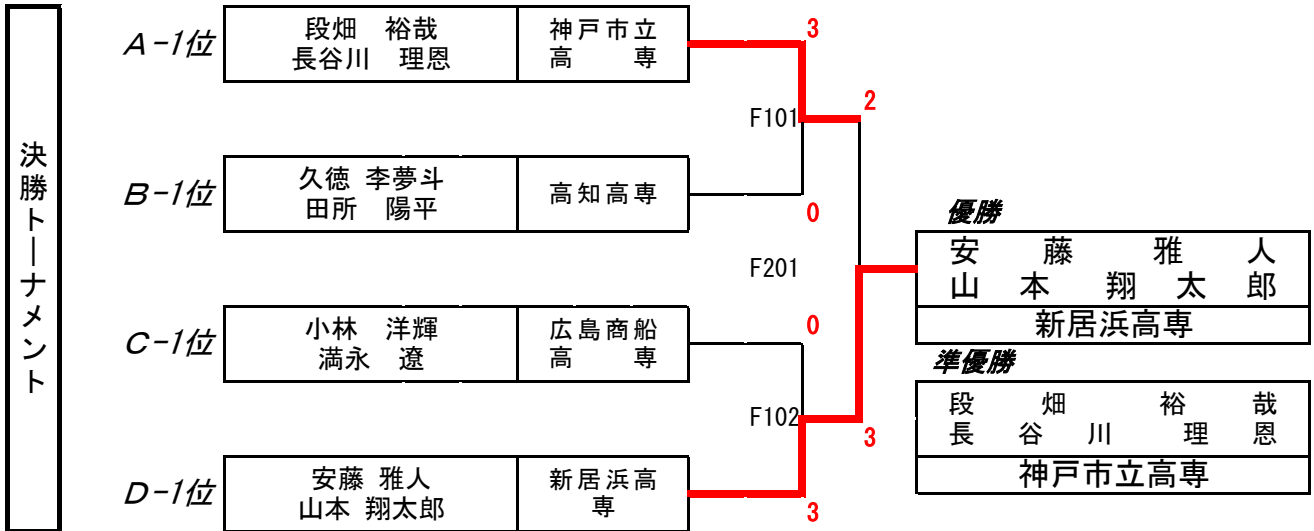 決勝トーナメント
A-1位
段畑 裕哉
長谷川 理恩
神戸市立
高 専
3
F101
2
B-1位
久徳 李夢斗
田所 陽平
高知高専
0
F201
C-1位
小林 洋輝
満永 遼
広島商船
高 専
0
F102
3
D-1位
安藤 雅人
山本 翔太郎
新居浜高
専
3
優勝
安 藤 雅 人
山 本 翔 太 郎
新居浜高専
準優勝
段 畑 裕 哉
長 谷 川 理 恩
神戸市立高専